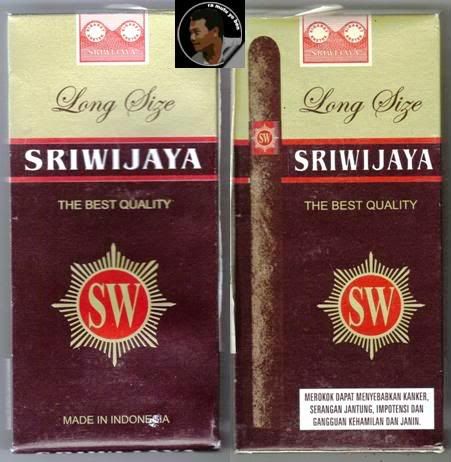 SRIWIJAYA
Long Size
SRIWIJAYA
THE BEST QUALITY
SW
MADE IN INDONESIA
SRIWIJAYA
Long Size
SW
SRIWIJAYA
THE BEST QUALITY
SW
MEROKOK DAPAT MENYEBABKAN KANKER,
SERANGAN JANTUNG, IMPOTENSI DAN
GANGGUAN KEHAMILAN DAN JANIN.